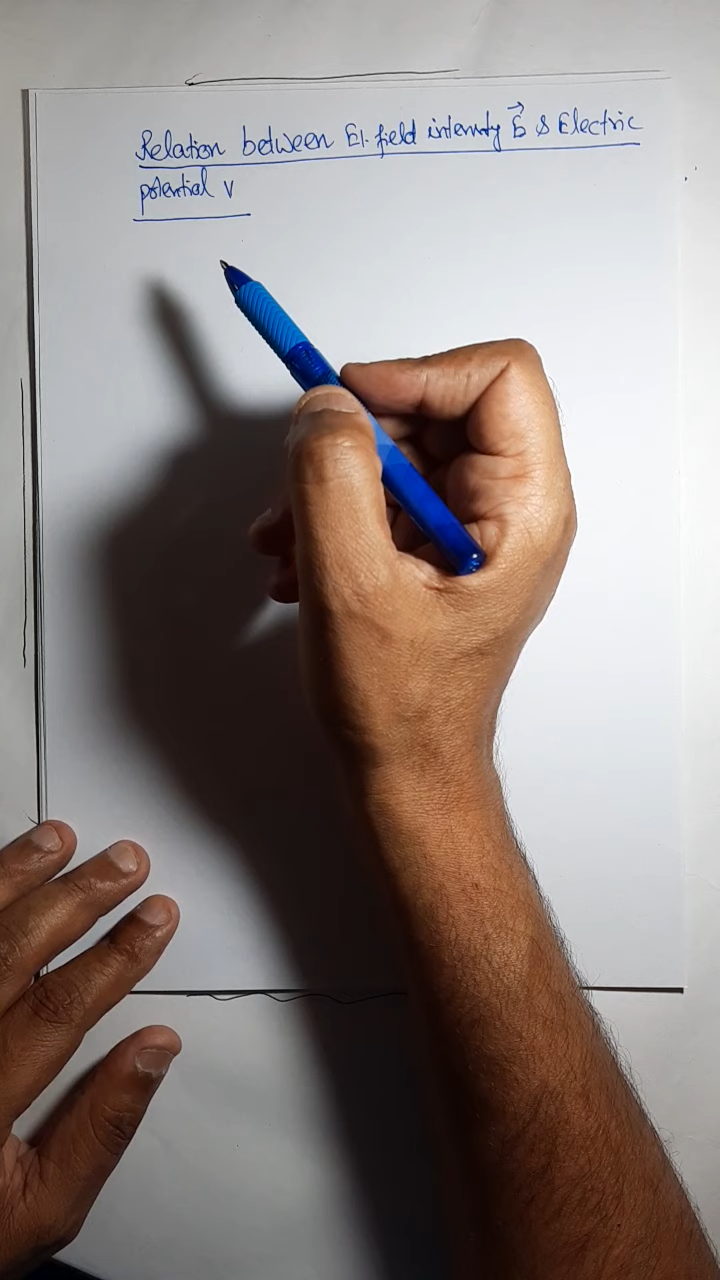 Relation between El. field intensity E⃗ & Electric
potential V